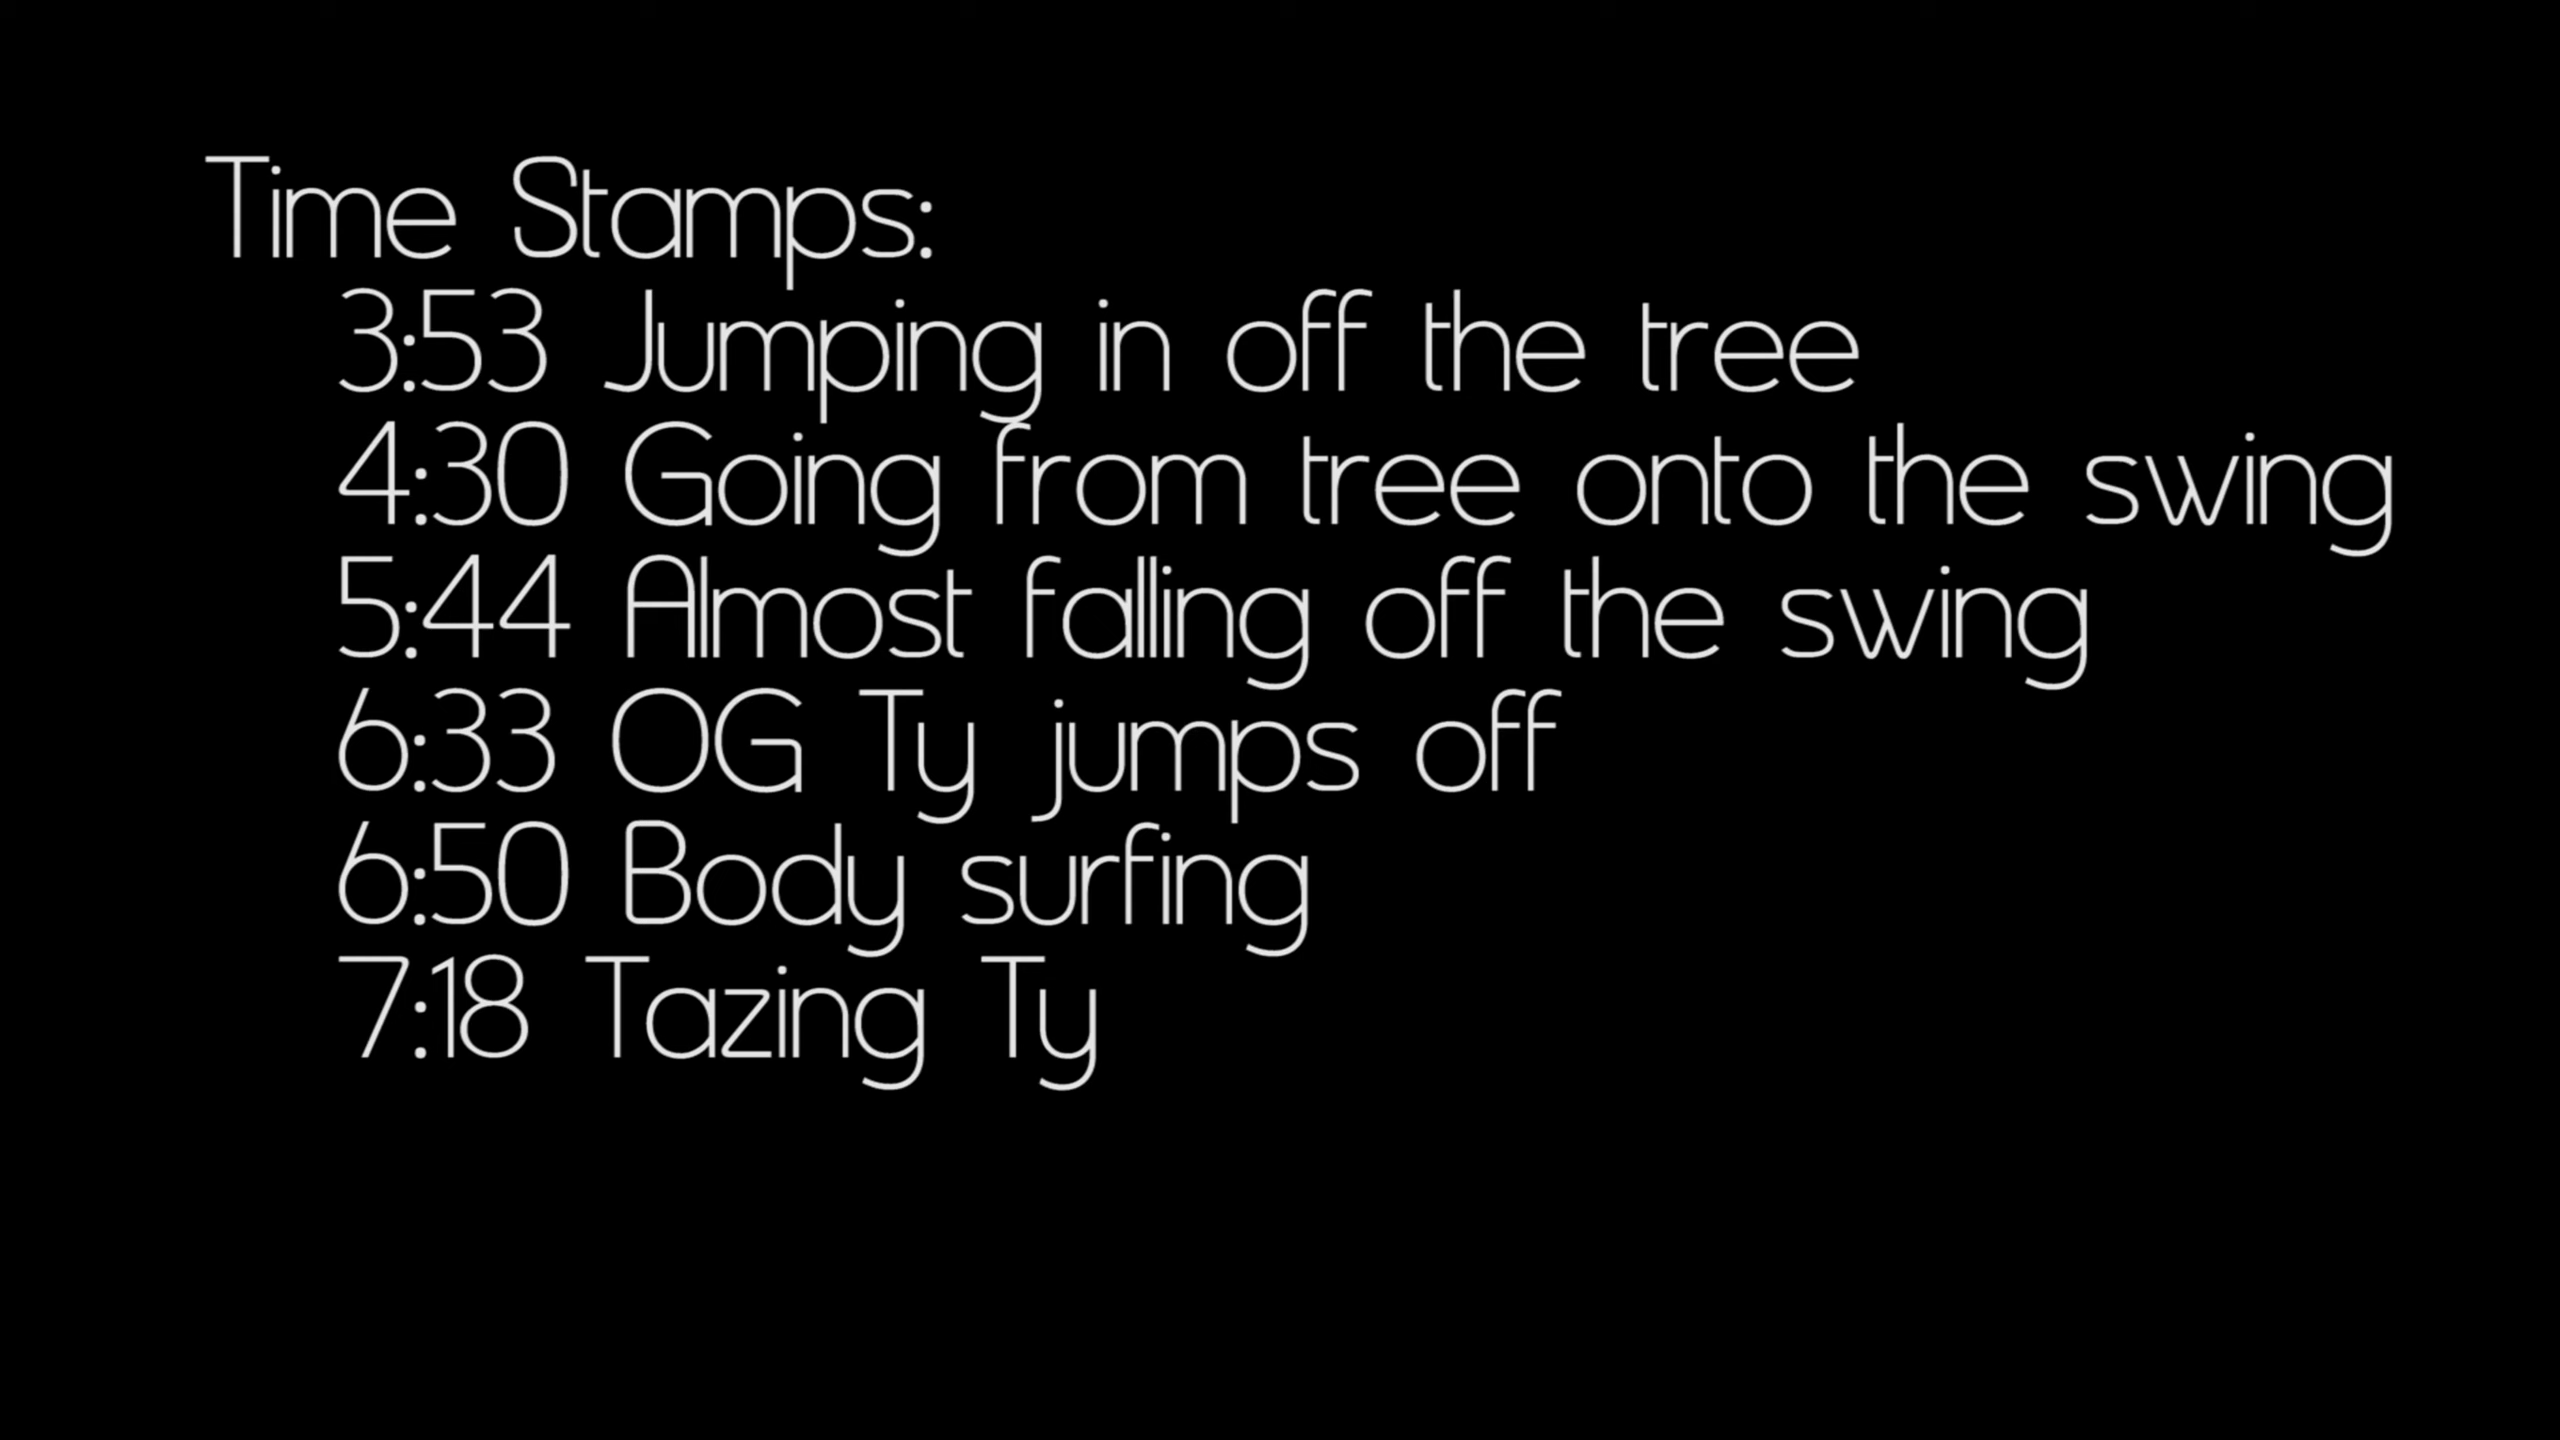 Time Stamps:
3:53 Jumping in off the tree
4:30 Going from tree onto the swing
5:44 Almost falling off the swing
6:33 OG Ty jumps off
6:50 Body surfing
7:18 Tazing Ty